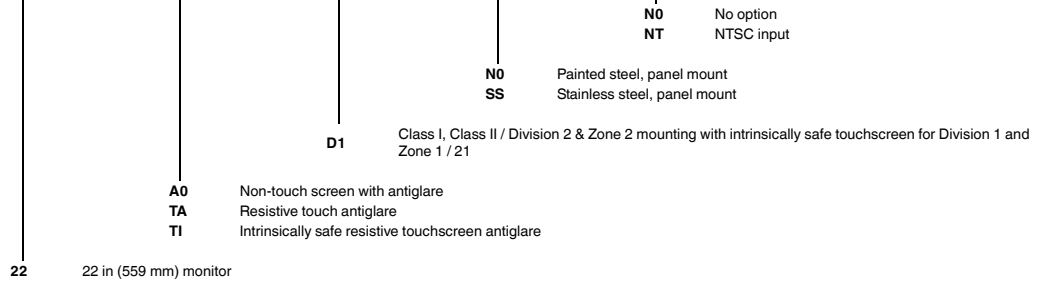 N0 No option
NT NTSC input
N0 Painted steel, panel mount
SS Stainless steel, panel mount
D1 Class I, Class II / Division 2 & Zone 2 mounting with intrinsically safe touchscreen for Division 1 and
Zone 1 / 21
A0 Non-touch screen with antiglare
TA Resistive touch antiglare
TI Intrinsically safe resistive touchscreen antiglare
22 22 in (559 mm) monitor